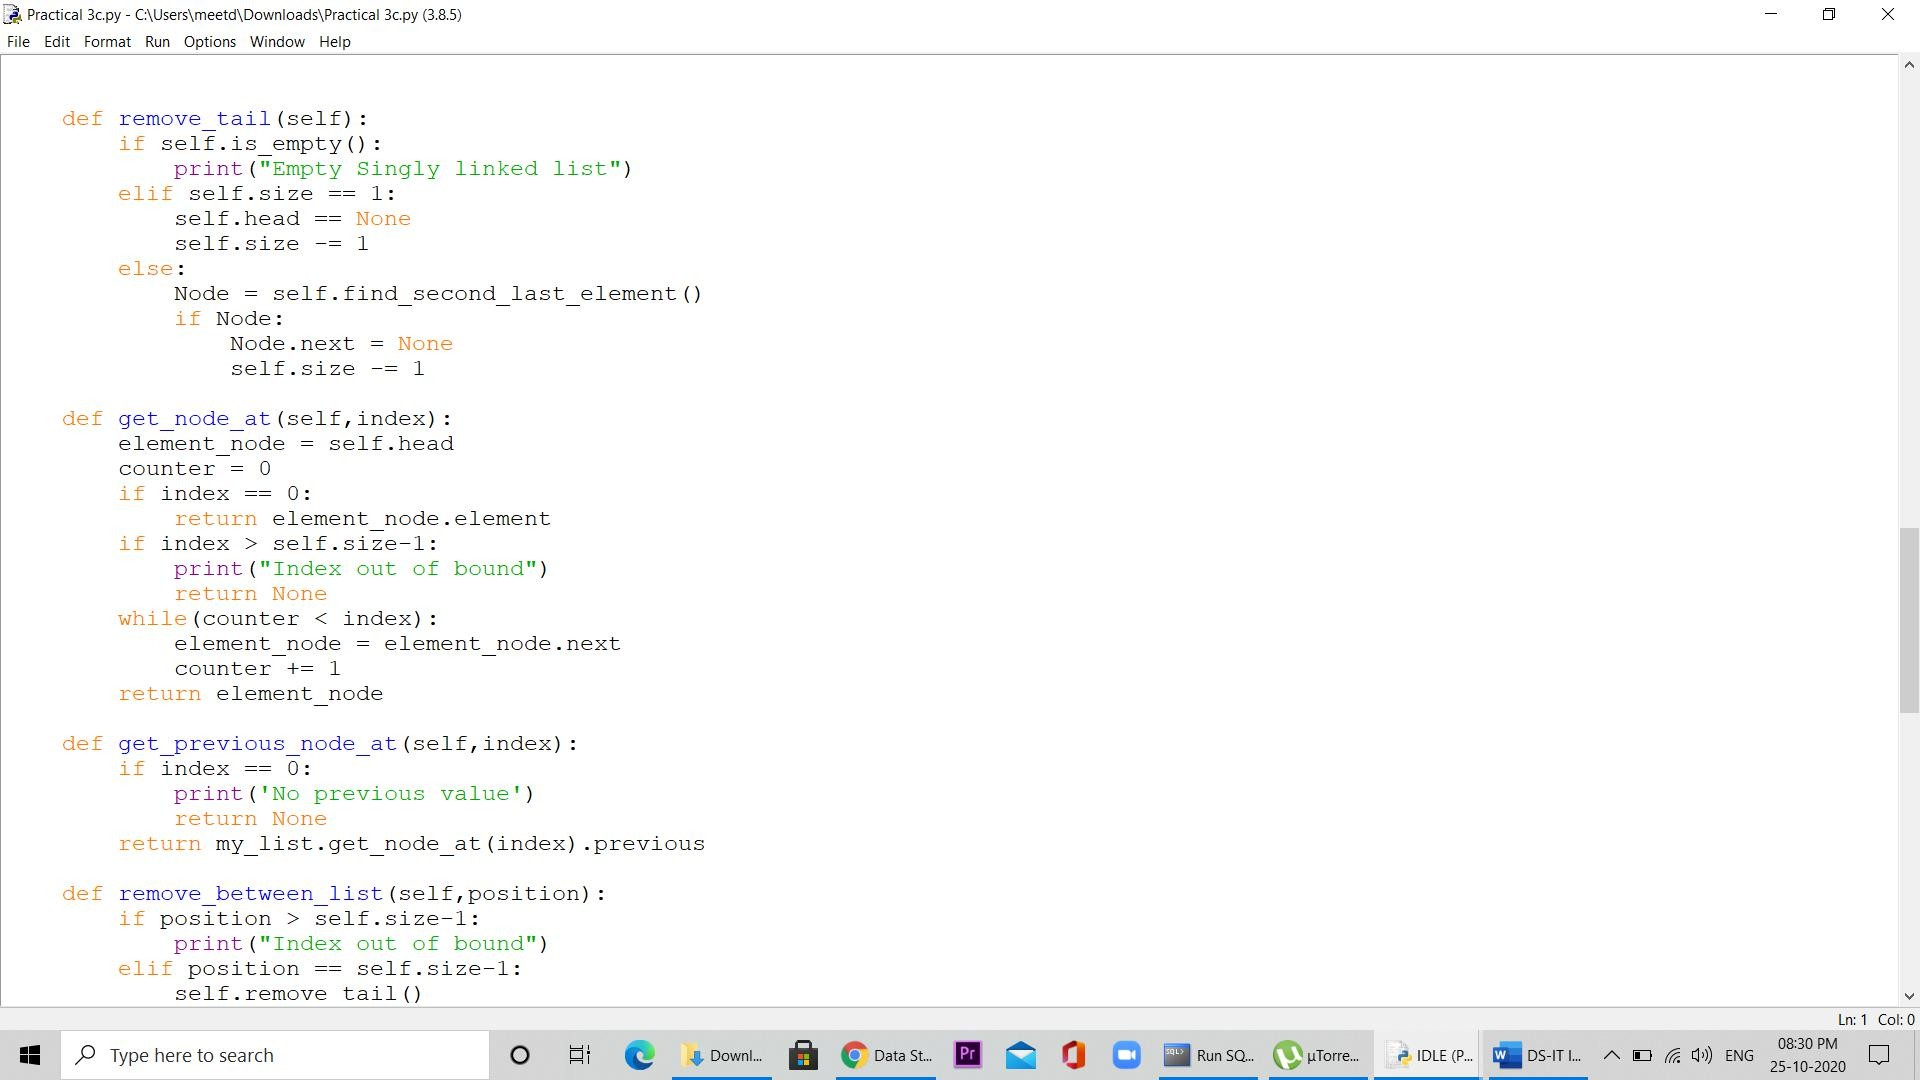 Practical 3c.py - C:\Users\meetd\Downloads\Practical 3c.py (3.8.5)
File Edit Format Run Options Window Help
def remove_tail(self):
if self.is_empty():
print("Empty Singly linked list")
elif self.size == 1:
self.head == None
self.size -= 1
else:
Node = self.find_second_last_element()
if Node:
Node.next = None
self.size -= 1
def get_node_at(self,index):
element_node = self.head
counter = 0
if index == 0:
return element_node.element
if index > self.size-1:
print("Index out of bound")
return None
while(counter < index):
element_node = element_node.next
counter += 1
return element_node
def get_previous_node_at(self,index):
if index == 0:
print('No previous value')
return None
return my_list.get_node_at(index).previous
def remove_between_list(self,position):
if position > self.size-1:
print("Index out of bound")
elif position == self.size-1:
self.remove tail()
Ln: 1 Col: 0
Type here to search Downl... Data St... Pr SQL> Run SQ... µTorre... IDLE (P... W DS-IT I... ENG 08:30 PM
25-10-2020